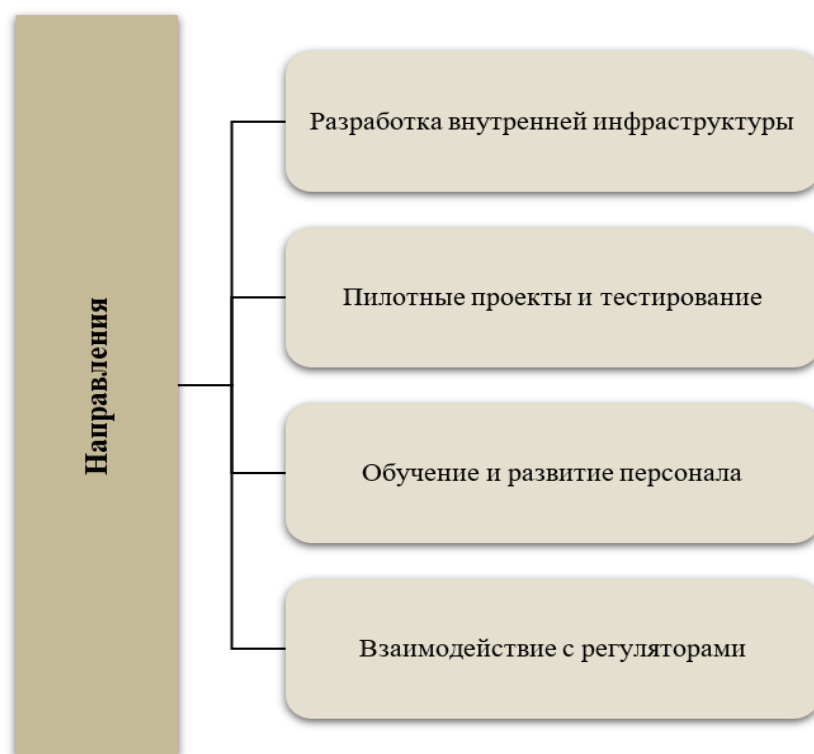 Направления
Разработка внутренней инфраструктуры
Пилотные проекты и тестирование
Обучение и развитие персонала
Взаимодействие с регуляторами